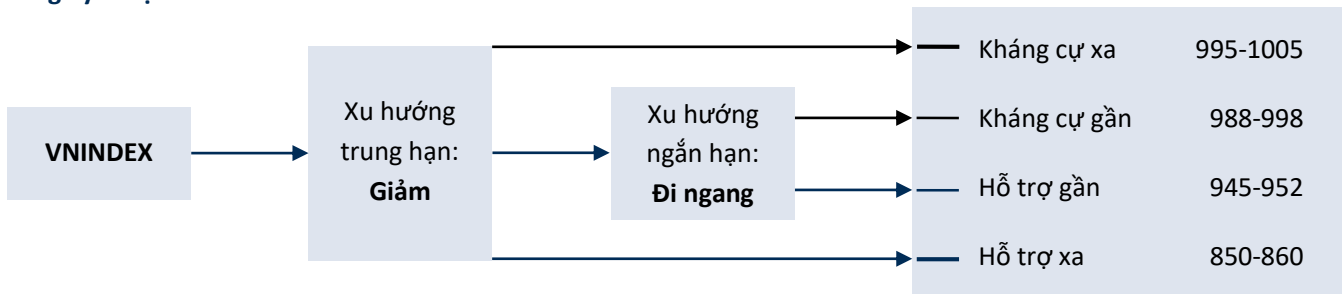 VNINDEX
Xu hướng
trung hạn:
Giảm
Xu hướng
ngắn hạn:
Đi ngang
Kháng cự xa 995-1005
Kháng cự gần 988-998
Hỗ trợ gần 945-952
Hỗ trợ xa 850-860